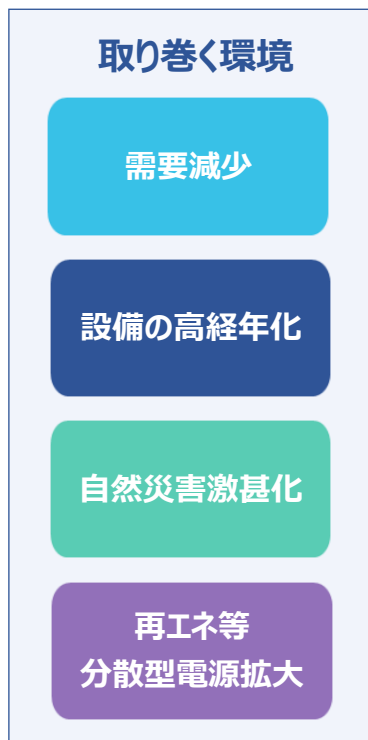 取り巻く環境
需要減少
設備の高経年化
自然災害激甚化
再エネ等
分散型電源拡大